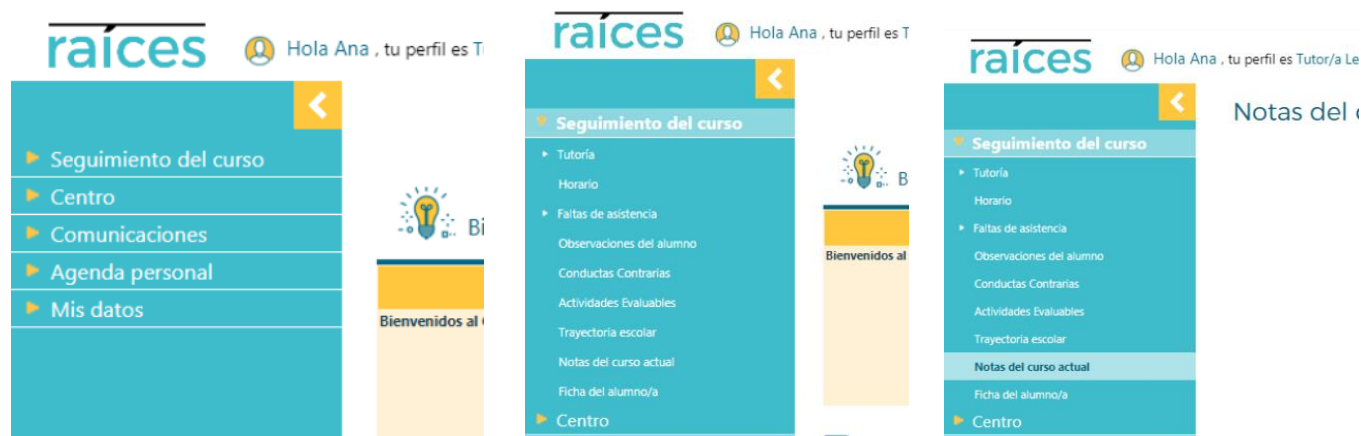 raíces
Hola Ana , tu perfil es T
Seguimiento del curso
Centro
Comunicaciones
Agenda personal
Mis datos
Bi
Bienvenidos al
raíces
Hola Ana , tu perfil es T
Seguimiento del curso
Tutoría
Horario
Faltas de asistencia
Observaciones del alumno
Conductas Contrarias
Actividades Evaluables
Trayectoria escolar
Notas del curso actual
Ficha del alumno/a
Centro
B
Bienvenidos al
raíces
Hola Ana , tu perfil es Tutor/a Le
Notas del
Seguimiento del curso
Tutoría
Horario
Faltas de asistencia
Observaciones del alumno
Conductas Contrarias
Actividades Evaluables
Trayectoria escolar
Notas del curso actual
Ficha del alumno/a
Centro